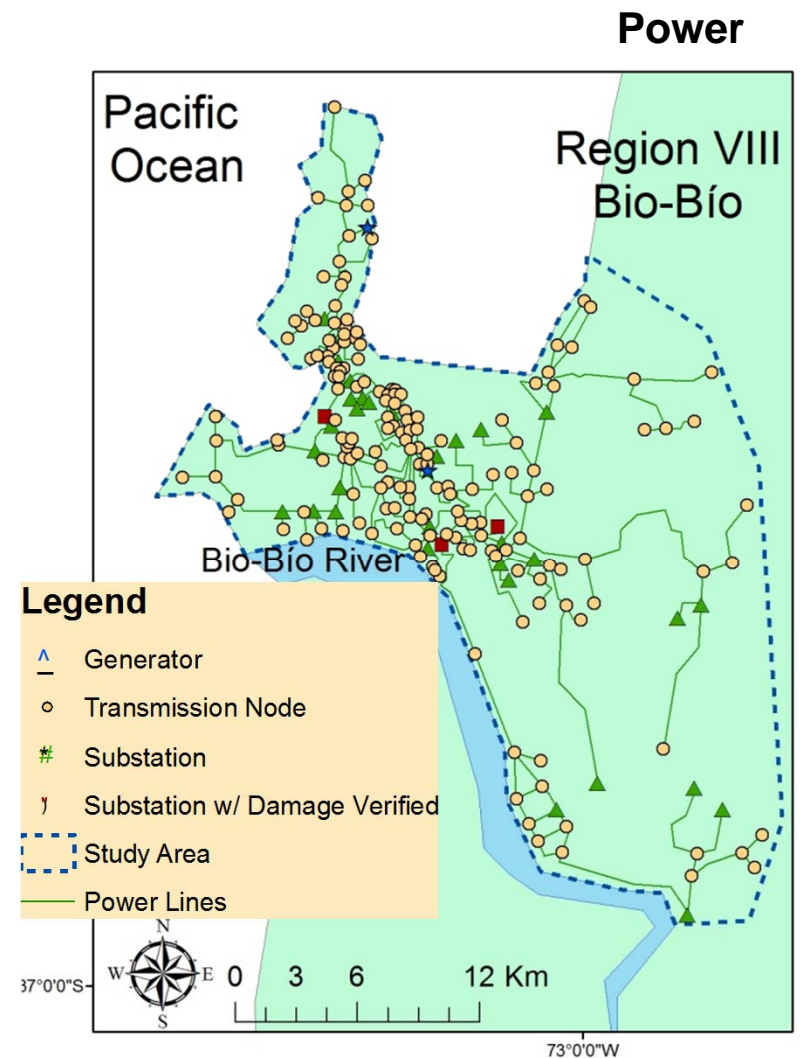 Power
Pacific
Ocean
Region VIII
Bio-Bío
Bio-Bío River
Legend
Generator
Transmission Node
Substation
Substation w/ Damage Verified
Study Area
Power Lines
N
W
E
S
0 3 6 12 Km
37°0'0"S
73°0'0"W